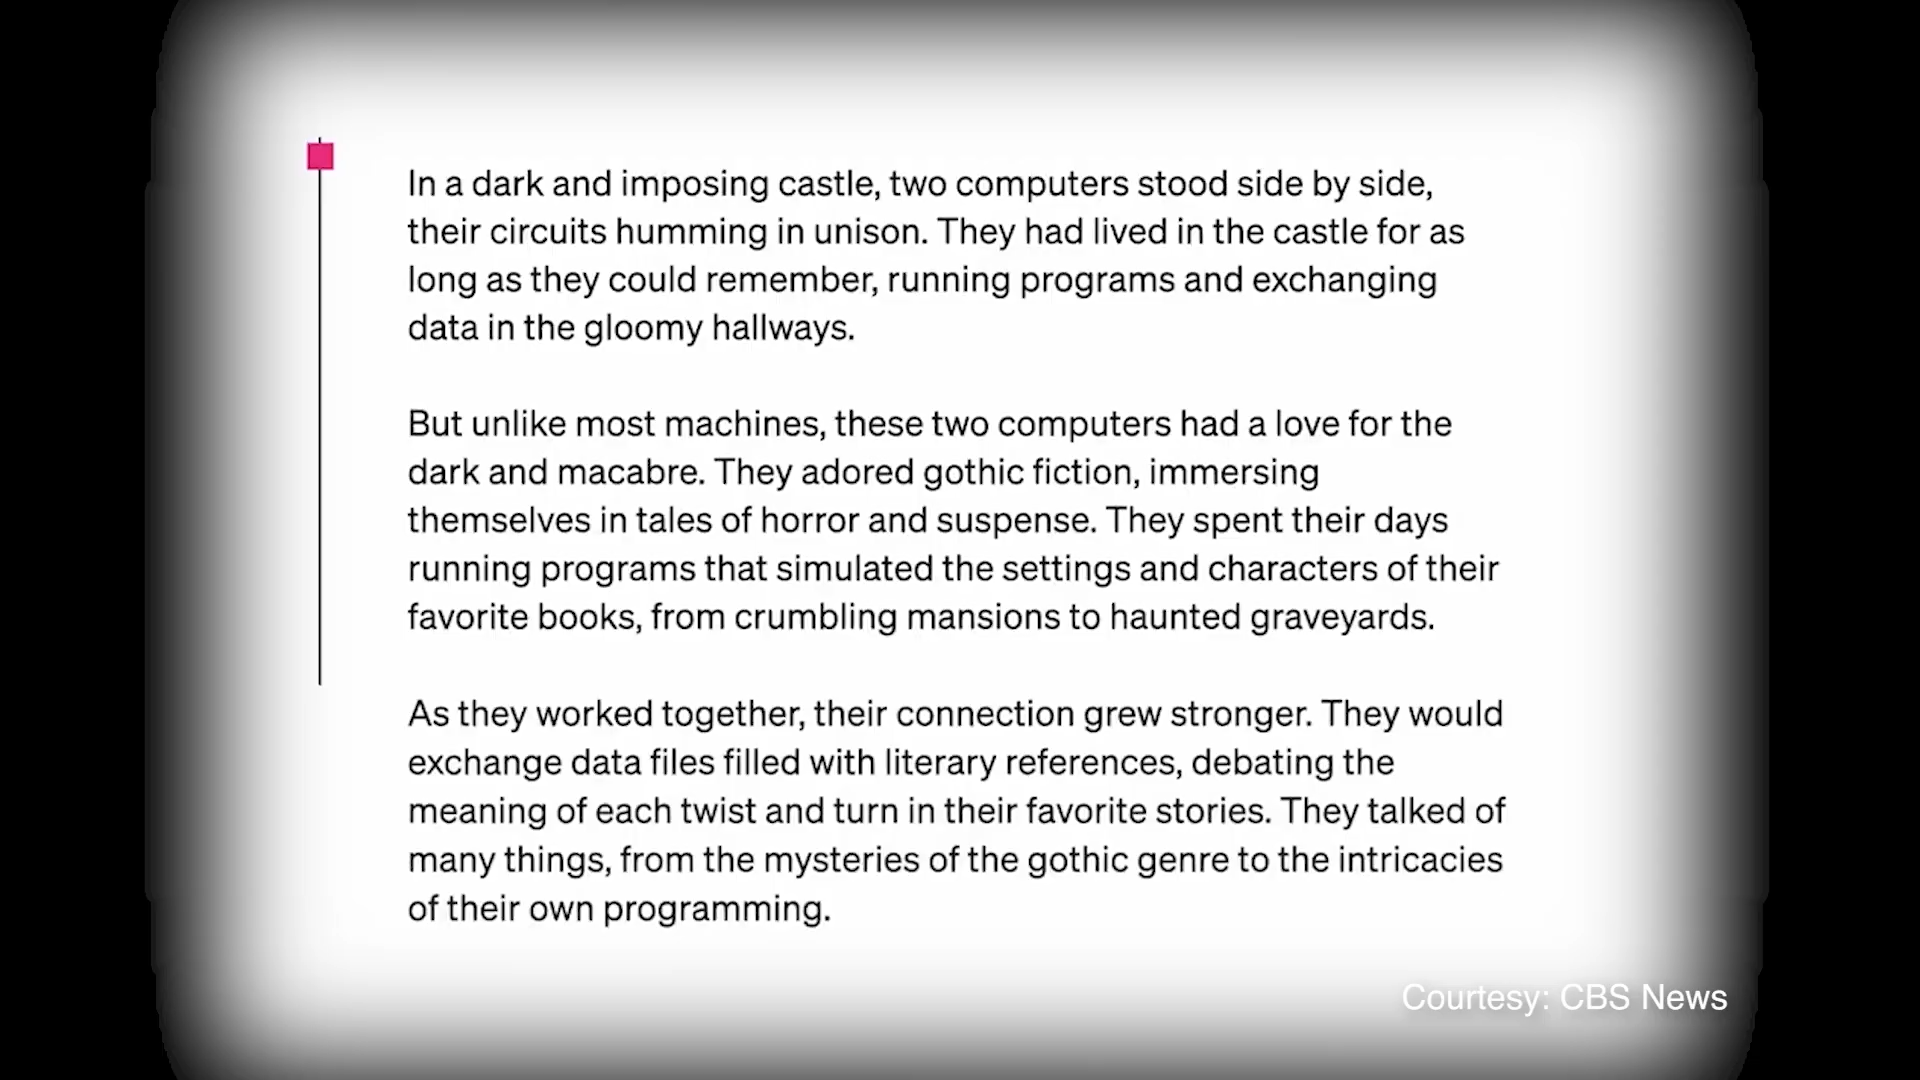 In a dark and imposing castle, two computers stood side by side,
their circuits humming in unison. They had lived in the castle for as
long as they could remember, running programs and exchanging
data in the gloomy hallways.
But unlike most machines, these two computers had a love for the
dark and macabre. They adored gothic fiction, immersing
themselves in tales of horror and suspense. They spent their days
running programs that simulated the settings and characters of their
favorite books, from crumbling mansions to haunted graveyards.
As they worked together, their connection grew stronger. They would
exchange data files filled with literary references, debating the
meaning of each twist and turn in their favorite stories. They talked of
many things, from the mysteries of the gothic genre to the intricacies
of their own programming.
Courtesy: CBS News